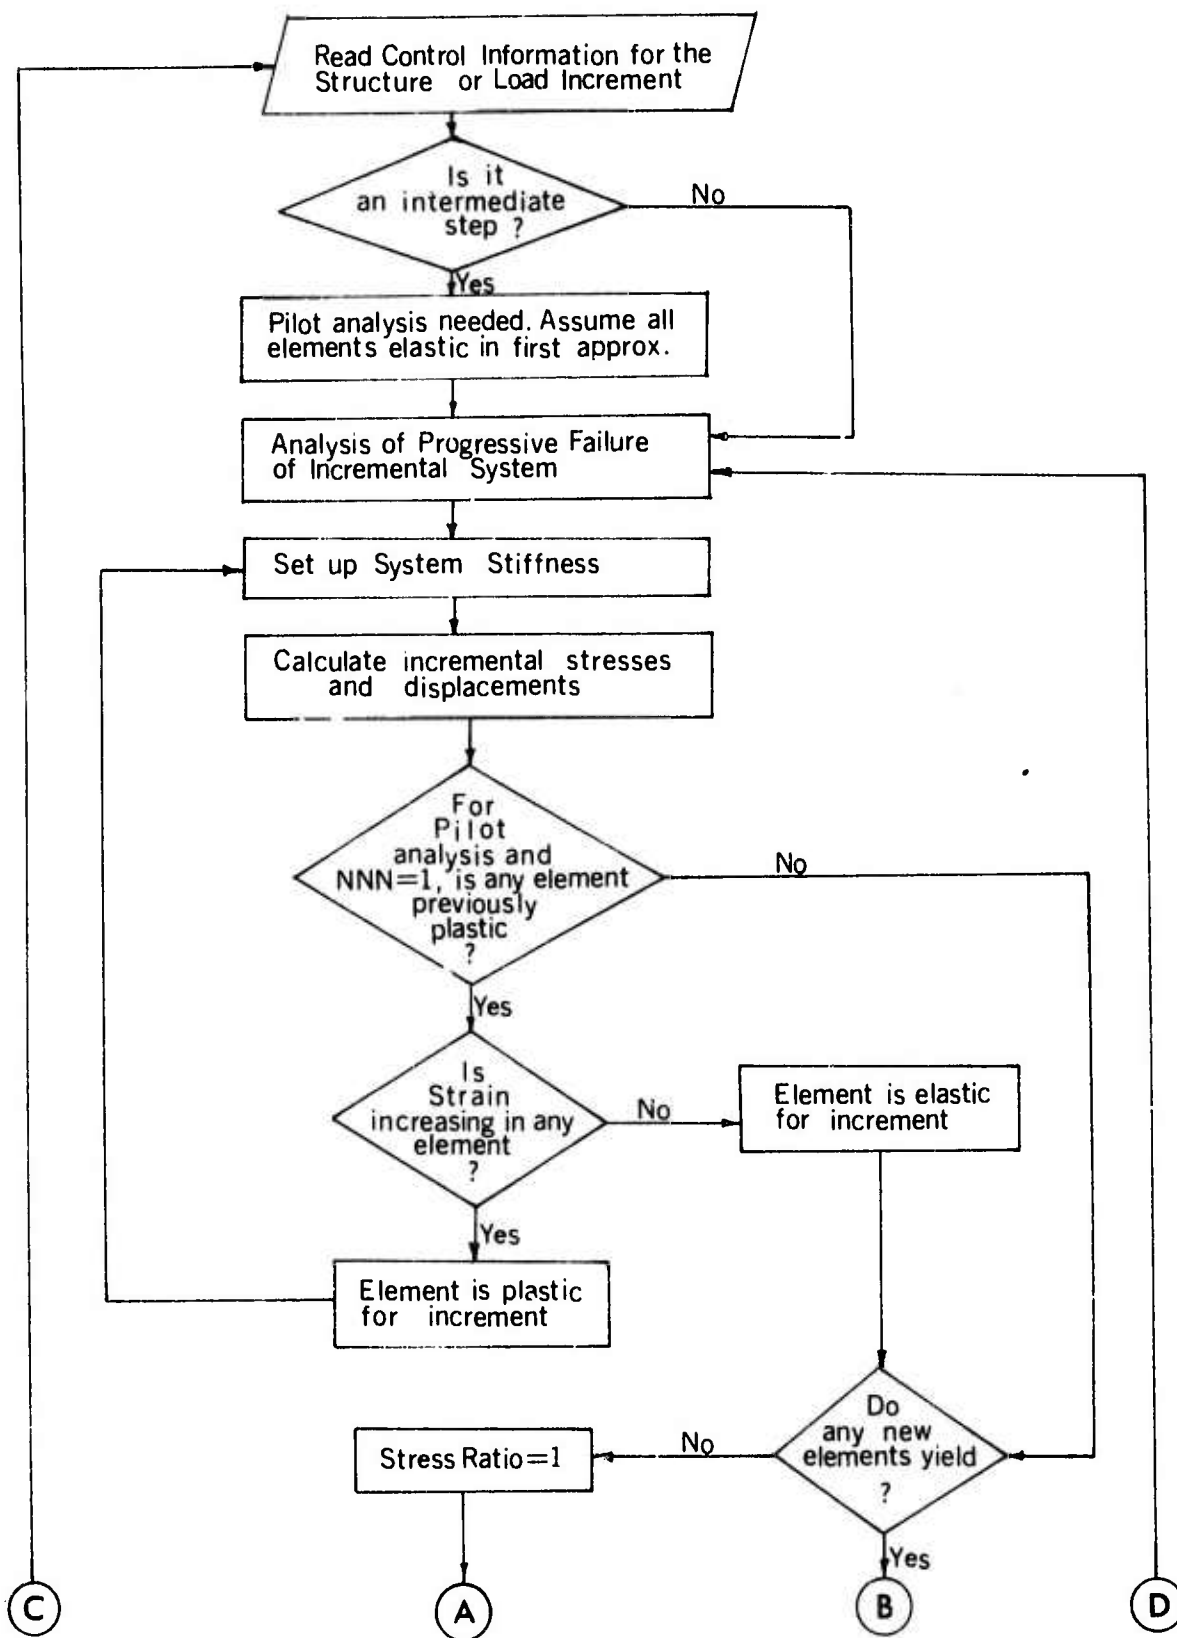 Read Control Information for the
Structure or Load Increment
Is it
an intermediate
step ?
No
Yes
Pilot analysis needed. Assume all
elements elastic in first approx.
Analysis of Progressive Failure
of Incremental System
Set up System Stiffness
Calculate incremental stresses
and displacements
For
Pilot
analysis and
NNN=1, is any element
previously
plastic
?
No
Yes
Is
Strain
increasing in any
element
?
No
Element is elastic
for increment
Yes
Element is plastic
for increment
Do
any new
elements yield
?
No
Stress Ratio=1
Yes
C
A
B
D